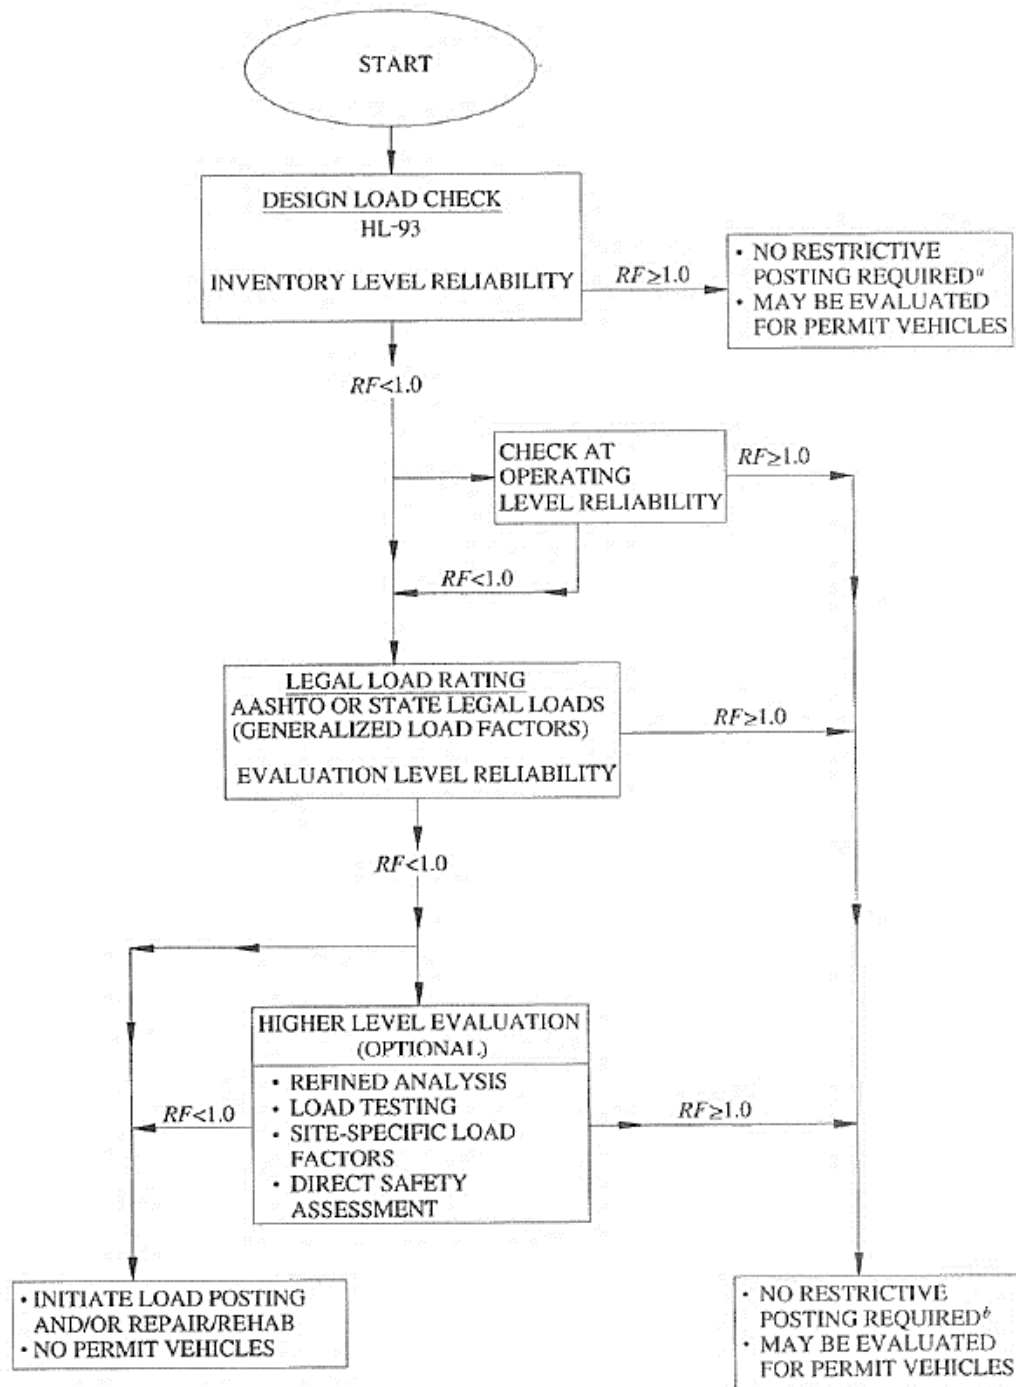 START
DESIGN LOAD CHECK
HL-93
INVENTORY LEVEL RELIABILITY
RF≥1.0
• NO RESTRICTIVE
POSTING REQUIREDᵃ
• MAY BE EVALUATED
FOR PERMIT VEHICLES
RF<1.0
CHECK AT
OPERATING
LEVEL RELIABILITY
RF≥1.0
RF<1.0
LEGAL LOAD RATING
AASHTO OR STATE LEGAL LOADS
(GENERALIZED LOAD FACTORS)
EVALUATION LEVEL RELIABILITY
RF≥1.0
RF<1.0
HIGHER LEVEL EVALUATION
(OPTIONAL)
• REFINED ANALYSIS
• LOAD TESTING
• SITE-SPECIFIC LOAD
FACTORS
• DIRECT SAFETY
ASSESSMENT
RF<1.0
RF≥1.0
• INITIATE LOAD POSTING
AND/OR REPAIR/REHAB
• NO PERMIT VEHICLES
• NO RESTRICTIVE
POSTING REQUIREDᵇ
• MAY BE EVALUATED
FOR PERMIT VEHICLES